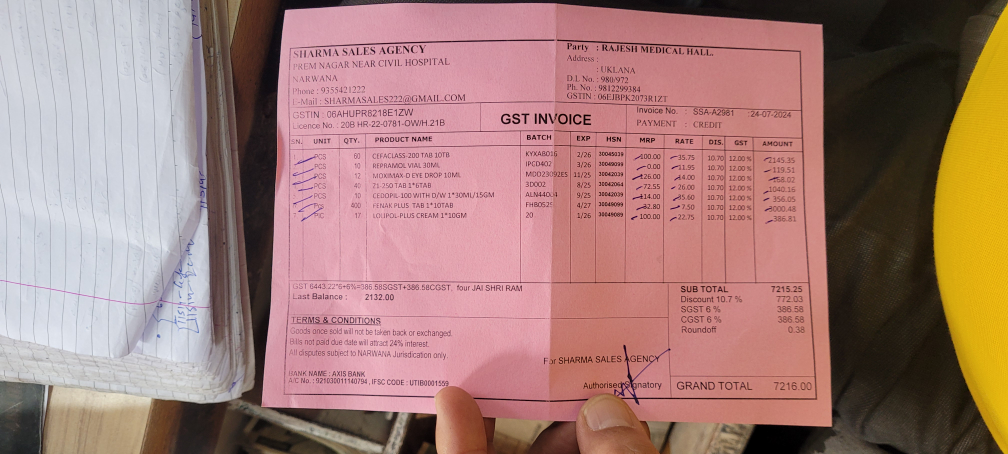 SHARMA SALES AGENCY
PREM NAGAR NEAR CIVIL HOSPITAL
NARWANA
Phone : 9355421222
E-Mail : SHARMASALES222@GMAIL.COM
GSTIN : 06AHUPR8218E1ZW
Licence No. : 20B HR-22-0781-OW/H.21B
Party : RAJESH MEDICAL HALL.
Address :
: UKLANA
D.I. No. : 980/972
Ph. No. : 9812299384
GSTIN : 06EJBPK2073R1ZT
GST INVOICE
Invoice No. : SSA-A2981 :24-07-2024
PAYMENT : CREDIT
SN. UNIT QTY. PRODUCT NAME BATCH EXP HSN MRP RATE DIS. GST AMOUNT
PCS 60 CEFACLASS-200 TAB 10TB 2/26 100.00 35.75 10.70 12.00 % 2145.35
PCS 10 REPRAMOL VIAL 30ML IPCD402 3/26 30049099 0.00 11.95 10.70 12.00 % 119.51
PCS 12 MOXIMAX-D EYE DROP 10ML 11/25 30042039 126.00 14.00 10.70 12.00 % 168.02
PCS 40 Z1-250 TAB 1*6TAB 3D002 8/25 30042064 72.55 26.00 10.70 12.00 % 1040.16
PCS 10 CEDOPIL-100 WITH D/W 1*30ML/15GM 9/25 30042039 114.00 35.60 10.70 12.00 % 356.05
400 FENAK PLUS TAB 1*10TAB 4/27 30049099 32.80 7.50 10.70 12.00 % 3000.48
PIC 17 LOUPOL-PLUS CREAM 1*10GM 20 1/26 30049089 100.00 22.75 10.70 12.00 % 386.81
GST 6443.22*6+6%=386.58SGST+386.58CGST, four JAI SHRI RAM
Last Balance : 2132.00
SUB TOTAL 7215.25
Discount 10.7 % 772.03
SGST 6 % 386.58
CGST 6 % 386.58
Roundoff 0.38
TERMS & CONDITIONS
Goods once sold will not be taken back or exchanged.
Bills not paid due date will attract 24% interest.
All disputes subject to NARWANA Jurisdication only.
For SHARMA SALES AGENCY
BANK NAME : AXIS BANK
A/C No. : 921030011140794 , IFSC CODE : UTIB0001559
Authorised Signatory
GRAND TOTAL 7216.00